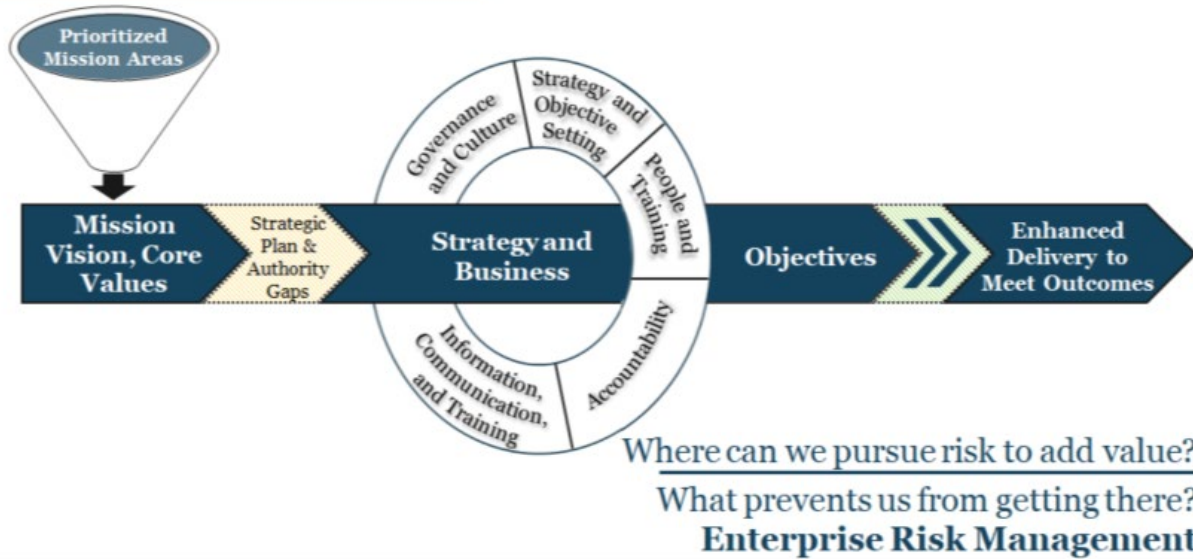 Prioritized
Mission Areas
Mission
Vision, Core
Values
Strategic
Plan &
Authority
Gaps
Strategy and
Business
Governance
and Culture
Strategy and
Objective
Setting
People and
Training
Accountability
Information,
Communication,
and Training
Objectives
Enhanced
Delivery to
Meet Outcomes
Where can we pursue risk to add value?
What prevents us from getting there?
Enterprise Risk Management